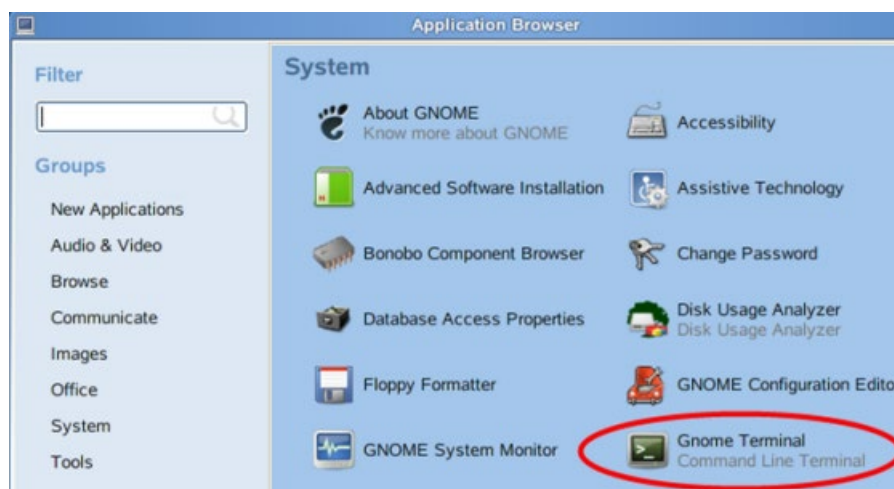 Application Browser
Filter
Groups
New Applications
Audio & Video
Browse
Communicate
Images
Office
System
Tools
System
About GNOME
Know more about GNOME
Accessibility
Advanced Software Installation
Assistive Technology
Bonobo Component Browser
Change Password
Database Access Properties
Disk Usage Analyzer
Disk Usage Analyzer
Floppy Formatter
GNOME Configuration Edito
GNOME System Monitor
Gnome Terminal
Command Line Terminal